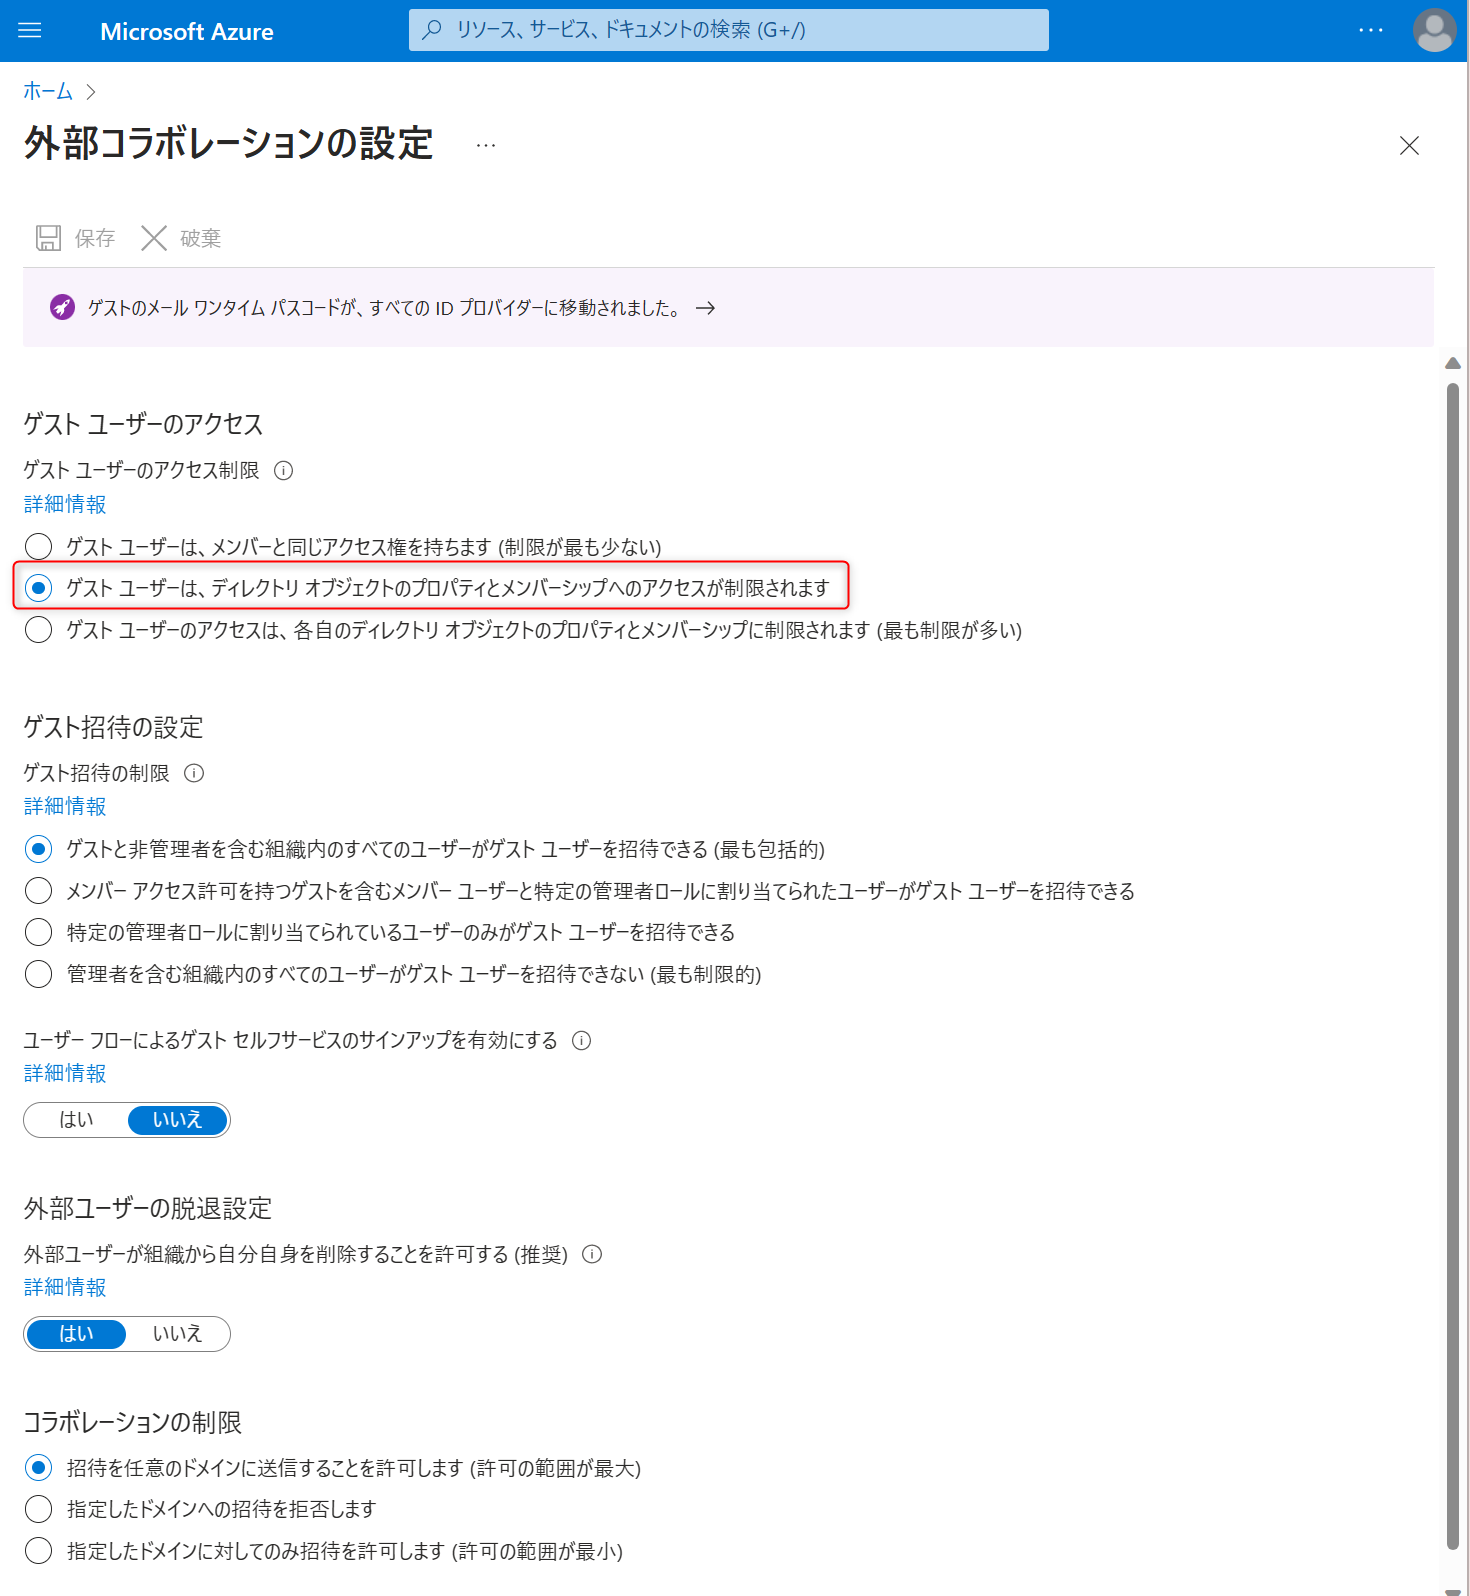 Microsoft Azure
リソース、サービス、ドキュメントの検索 (G+/)
ホーム
外部コラボレーションの設定
保存 破棄
ゲストのメール ワンタイム パスコードが、すべての ID プロバイダーに移動されました。 →
ゲスト ユーザーのアクセス
ゲスト ユーザーのアクセス制限
詳細情報
ゲスト ユーザーは、メンバーと同じアクセス権を持ちます (制限が最も少ない)
ゲスト ユーザーは、ディレクトリ オブジェクトのプロパティとメンバーシップへのアクセスが制限されます
ゲスト ユーザーのアクセスは、各自のディレクトリ オブジェクトのプロパティとメンバーシップに制限されます (最も制限が多い)
ゲスト招待の設定
ゲスト招待の制限
詳細情報
ゲストと非管理者を含む組織内のすべてのユーザーがゲスト ユーザーを招待できる (最も包括的)
メンバー アクセス許可を持つゲストを含むメンバー ユーザーと特定の管理者ロールに割り当てられたユーザーがゲスト ユーザーを招待できる
特定の管理者ロールに割り当てられているユーザーのみがゲスト ユーザーを招待できる
管理者を含む組織内のすべてのユーザーがゲスト ユーザーを招待できない (最も制限的)
ユーザー フローによるゲスト セルフサービスのサインアップを有効にする
詳細情報
はい いいえ
外部ユーザーの脱退設定
外部ユーザーが組織から自分自身を削除することを許可する (推奨)
詳細情報
はい いいえ
コラボレーションの制限
招待を任意のドメインに送信することを許可します (許可の範囲が最大)
指定したドメインへの招待を拒否します
指定したドメインに対してのみ招待を許可します (許可の範囲が最小)